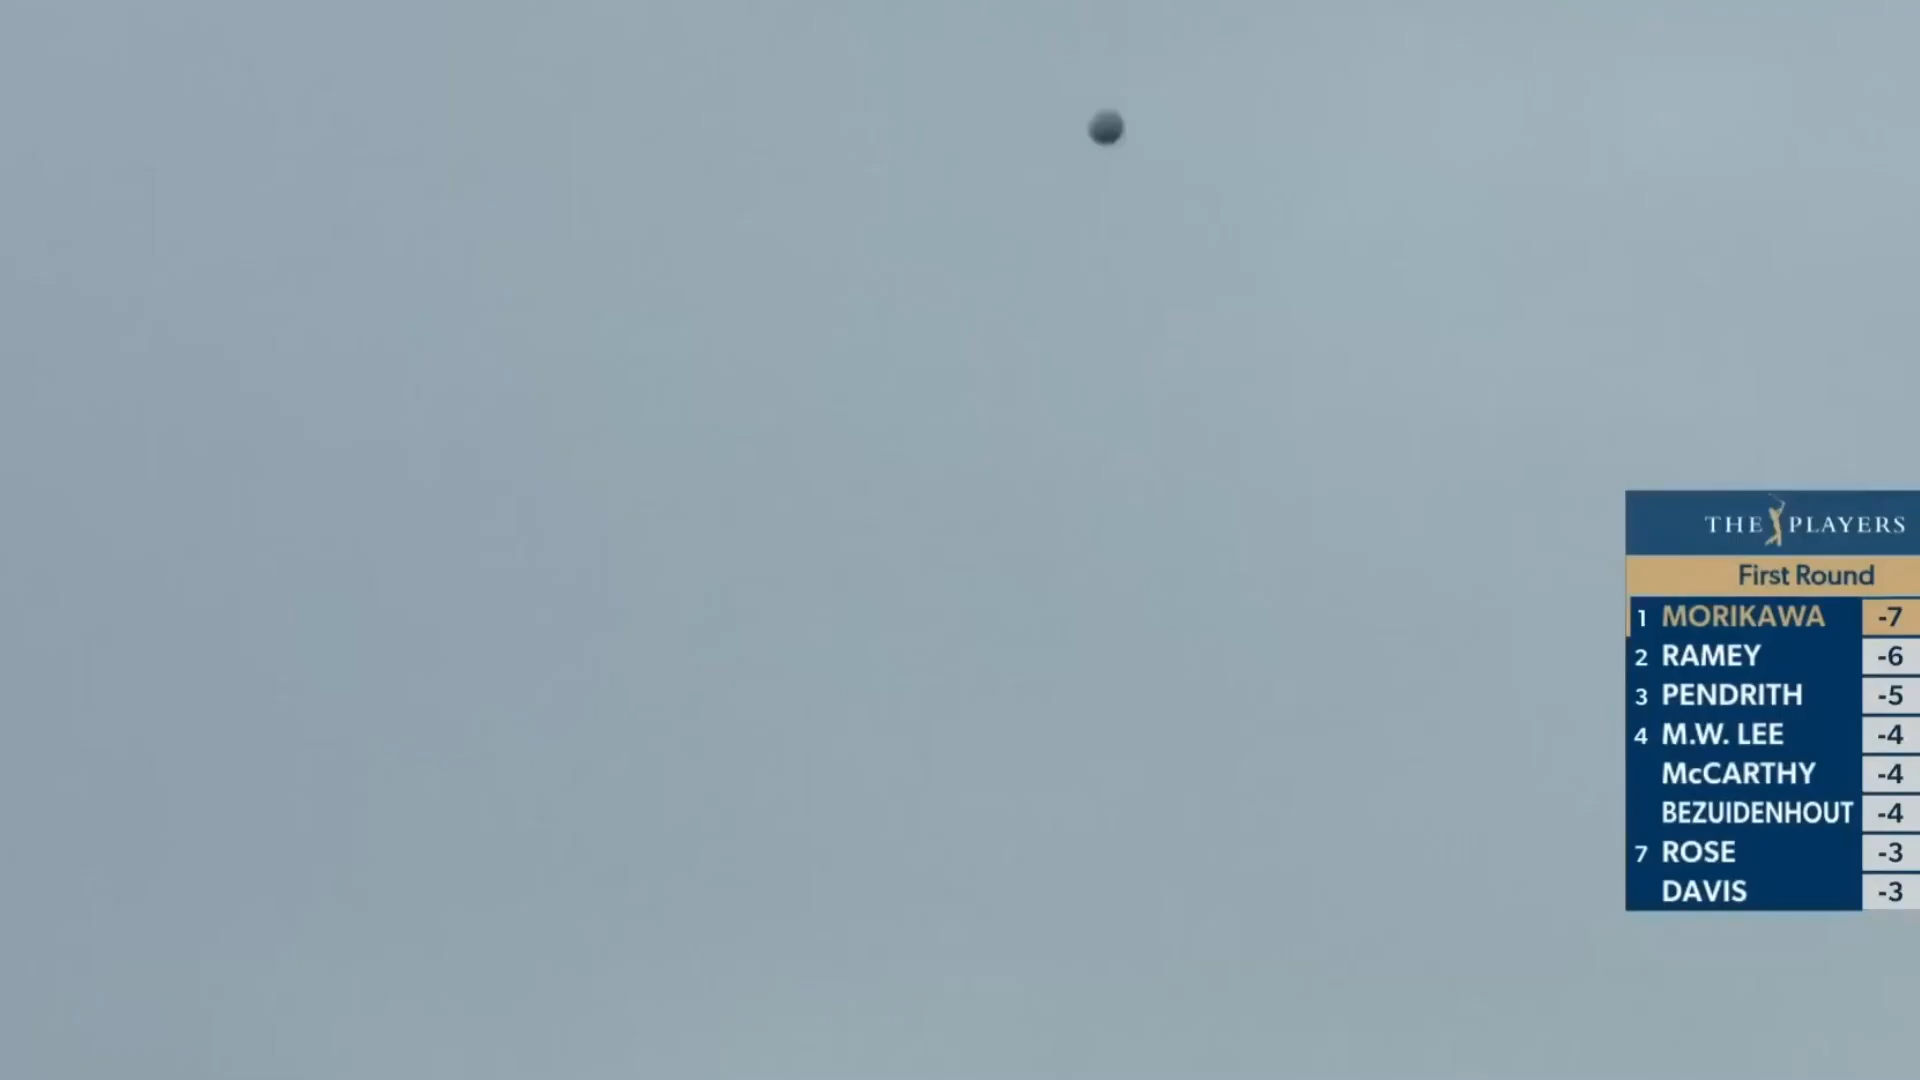 THE PLAYERS
First Round
1 MORIKAWA -7
2 RAMEY -6
3 PENDRITH -5
4 M.W. LEE -4
McCARTHY -4
BEZUIDENHOUT -4
7 ROSE -3
DAVIS -3